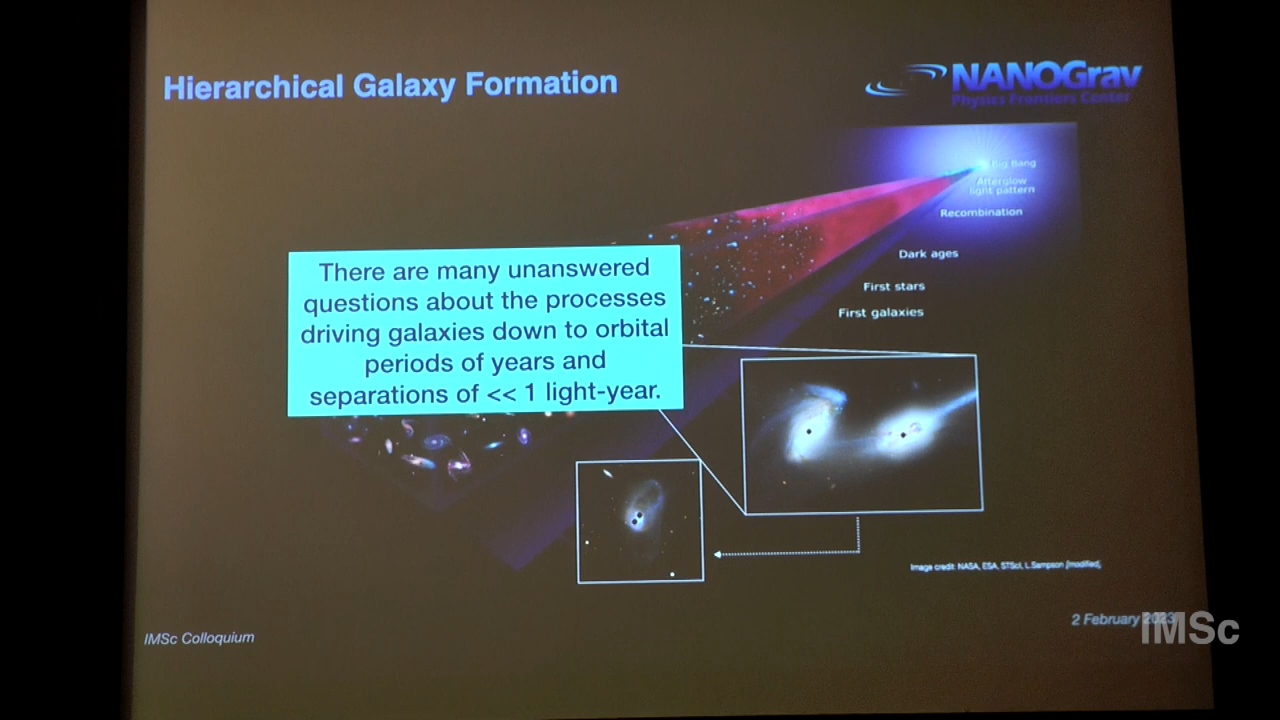 Hierarchical Galaxy Formation
NANOGrav
Physics Frontiers Center
Big Bang
Afterglow
light pattern
Recombination
Dark ages
First stars
First galaxies
There are many unanswered
questions about the processes
driving galaxies down to orbital
periods of years and
separations of << 1 light-year.
Image credit: NASA, ESA, STScI, L.Sampson [modified],
IMSc Colloquium
2 February 2023
IMSc